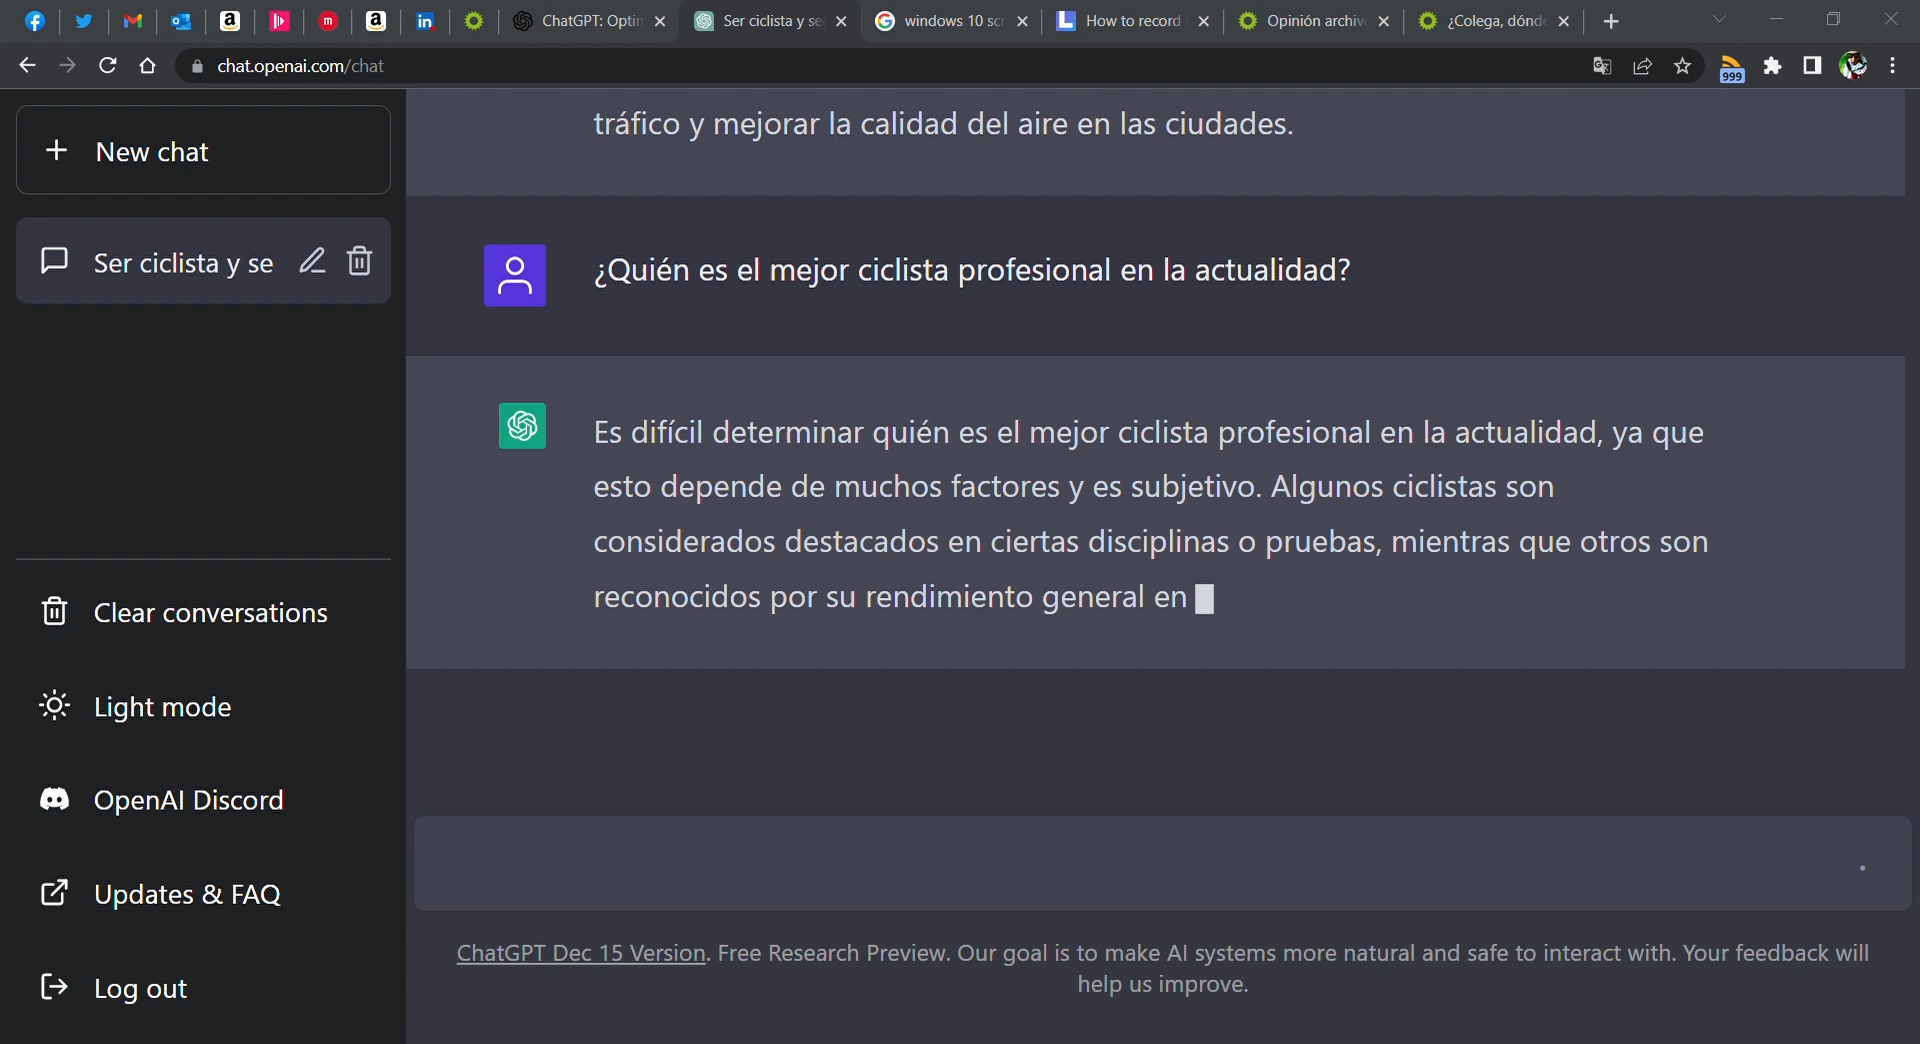 ChatGPT: Optin
Ser ciclista y se
windows 10 scr
How to record
Opinión archiv
¿Colega, dónde
chat.openai.com/chat
999
New chat
Ser ciclista y se
Clear conversations
Light mode
OpenAI Discord
Updates & FAQ
Log out
tráfico y mejorar la calidad del aire en las ciudades.
¿Quién es el mejor ciclista profesional en la actualidad?
Es difícil determinar quién es el mejor ciclista profesional en la actualidad, ya que
esto depende de muchos factores y es subjetivo. Algunos ciclistas son
considerados destacados en ciertas disciplinas o pruebas, mientras que otros son
reconocidos por su rendimiento general en
ChatGPT Dec 15 Version. Free Research Preview. Our goal is to make AI systems more natural and safe to interact with. Your feedback will
help us improve.